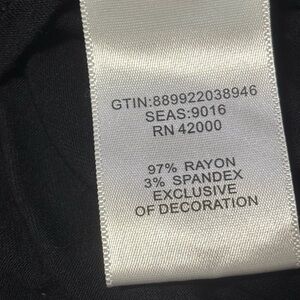 GTIN:889922038946
SEAS:9016
RN 42000
97% RAYON
3% SPANDEX
EXCLUSIVE
OF DECORATION